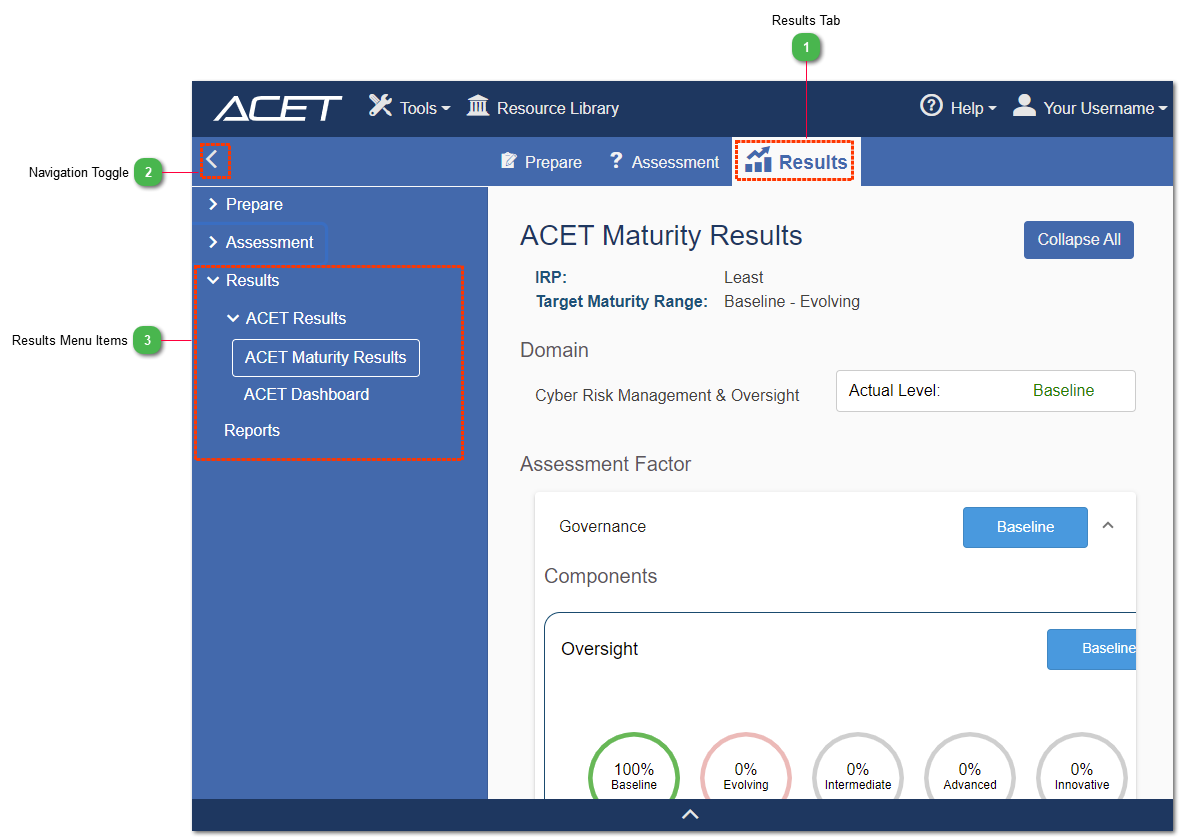 Results Tab
1
ACET Tools Resource Library Help Your Username
Navigation Toggle 2
Prepare ? Assessment Results
Prepare
Assessment
Results
ACET Results
ACET Maturity Results
ACET Dashboard
Reports
Results Menu Items 3
ACET Maturity Results Collapse All
IRP: Least
Target Maturity Range: Baseline - Evolving
Domain
Cyber Risk Management & Oversight Actual Level: Baseline
Assessment Factor
Governance Baseline
Components
Oversight Baseline
100% 0% 0% 0% 0%
Baseline Evolving Intermediate Advanced Innovative